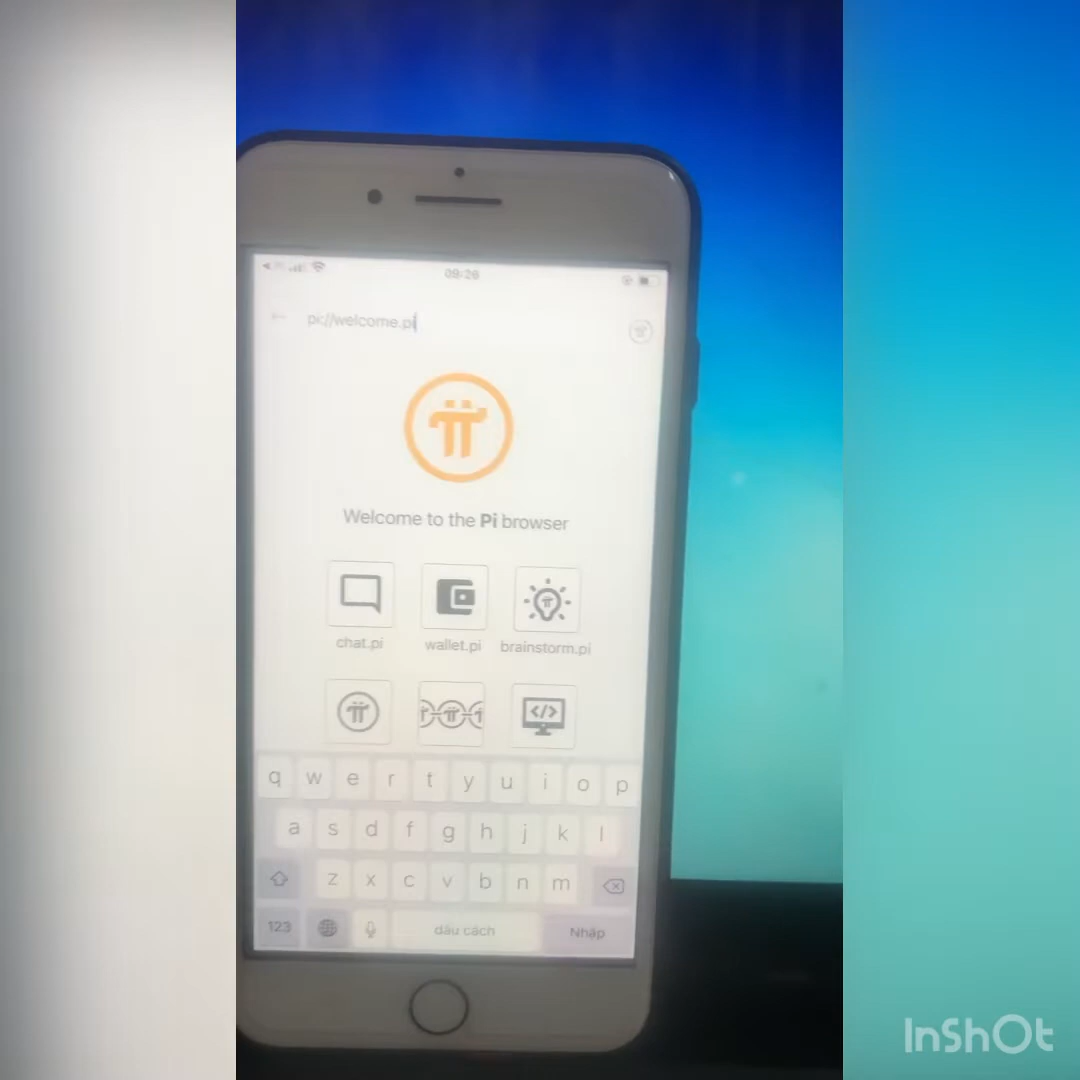 09:26
pi://welcome.pi
Welcome to the Pi browser
chat.pi wallet.pi brainstorm.pi
q w e r t y u i o p
a s d f g h j k l
z x c v b n m
123 dấu cách Nhập
InShOt